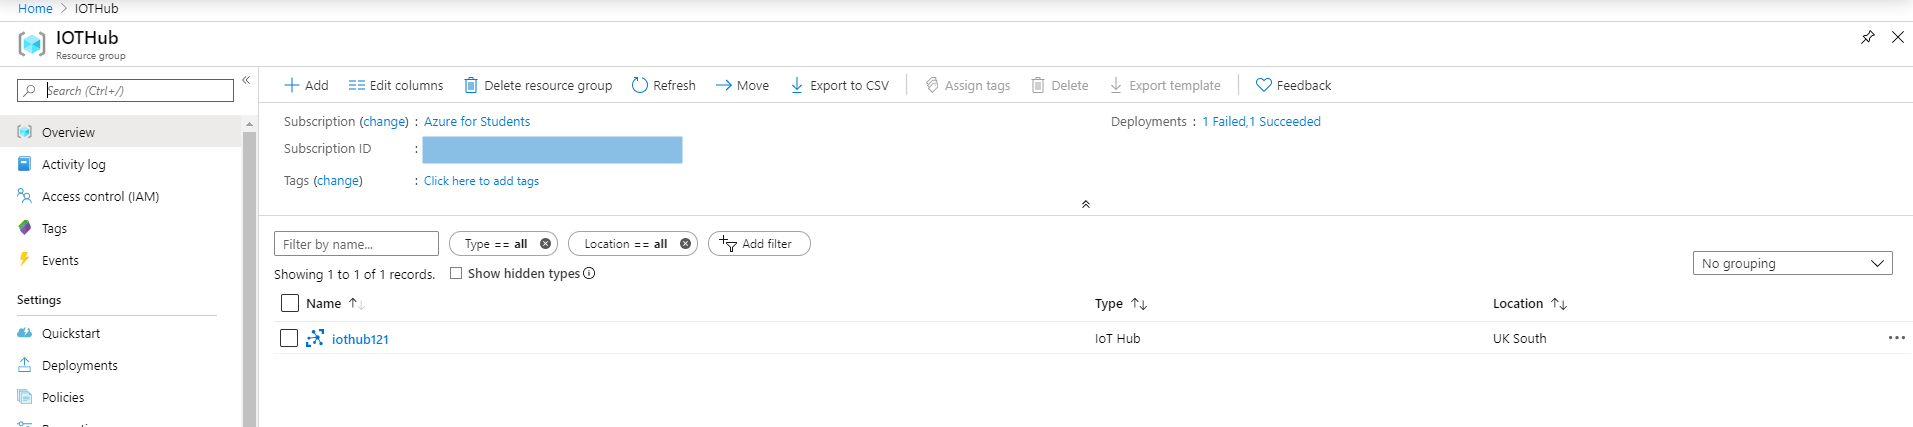 Home > IOTHub
IOTHub
Resource group
Search (Ctrl+/)
«
Overview
Activity log
Access control (IAM)
Tags
Events
Settings
Quickstart
Deployments
Policies
Add Edit columns Delete resource group Refresh Move Export to CSV Assign tags Delete Export template Feedback
Subscription (change) : Azure for Students
Deployments : 1 Failed,1 Succeeded
Subscription ID :
Tags (change) : Click here to add tags
Filter by name... Type == all Location == all Add filter
Showing 1 to 1 of 1 records. Show hidden types
No grouping
Name Type Location
iothub121 IoT Hub UK South